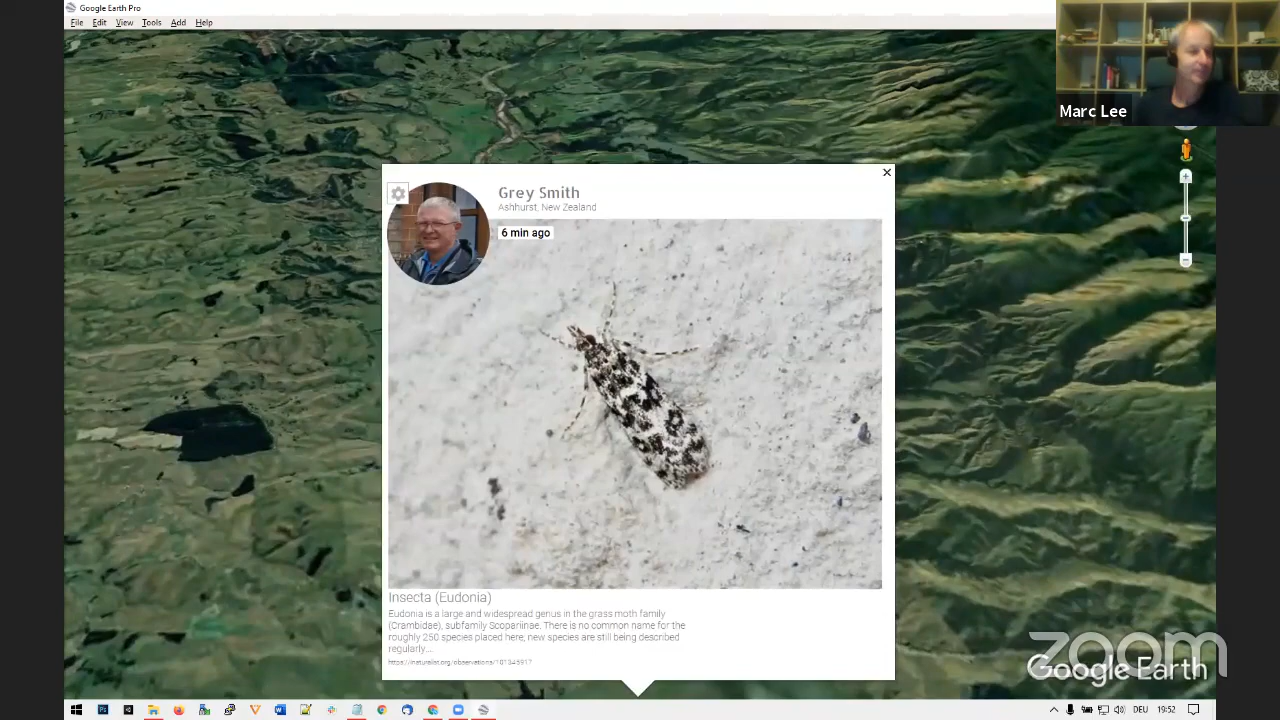 Google Earth Pro
File Edit View Tools Add Help
Marc Lee
Grey Smith
Ashhurst, New Zealand
6 min ago
Insecta (Eudonia)
Eudonia is a large and widespread genus in the grass moth family
(Crambidae), subfamily Scopariinae. There is no common name for the
roughly 250 species placed here, new species are still being described
regularly...
zoom
Google Earth
DEU 19:52